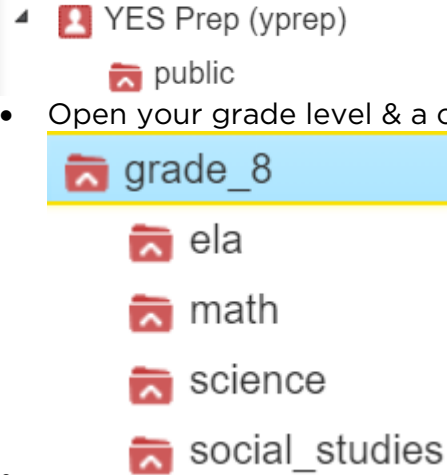 YES Prep (yprep)
public
• Open your grade level & a
grade_8
ela
math
science
social_studies